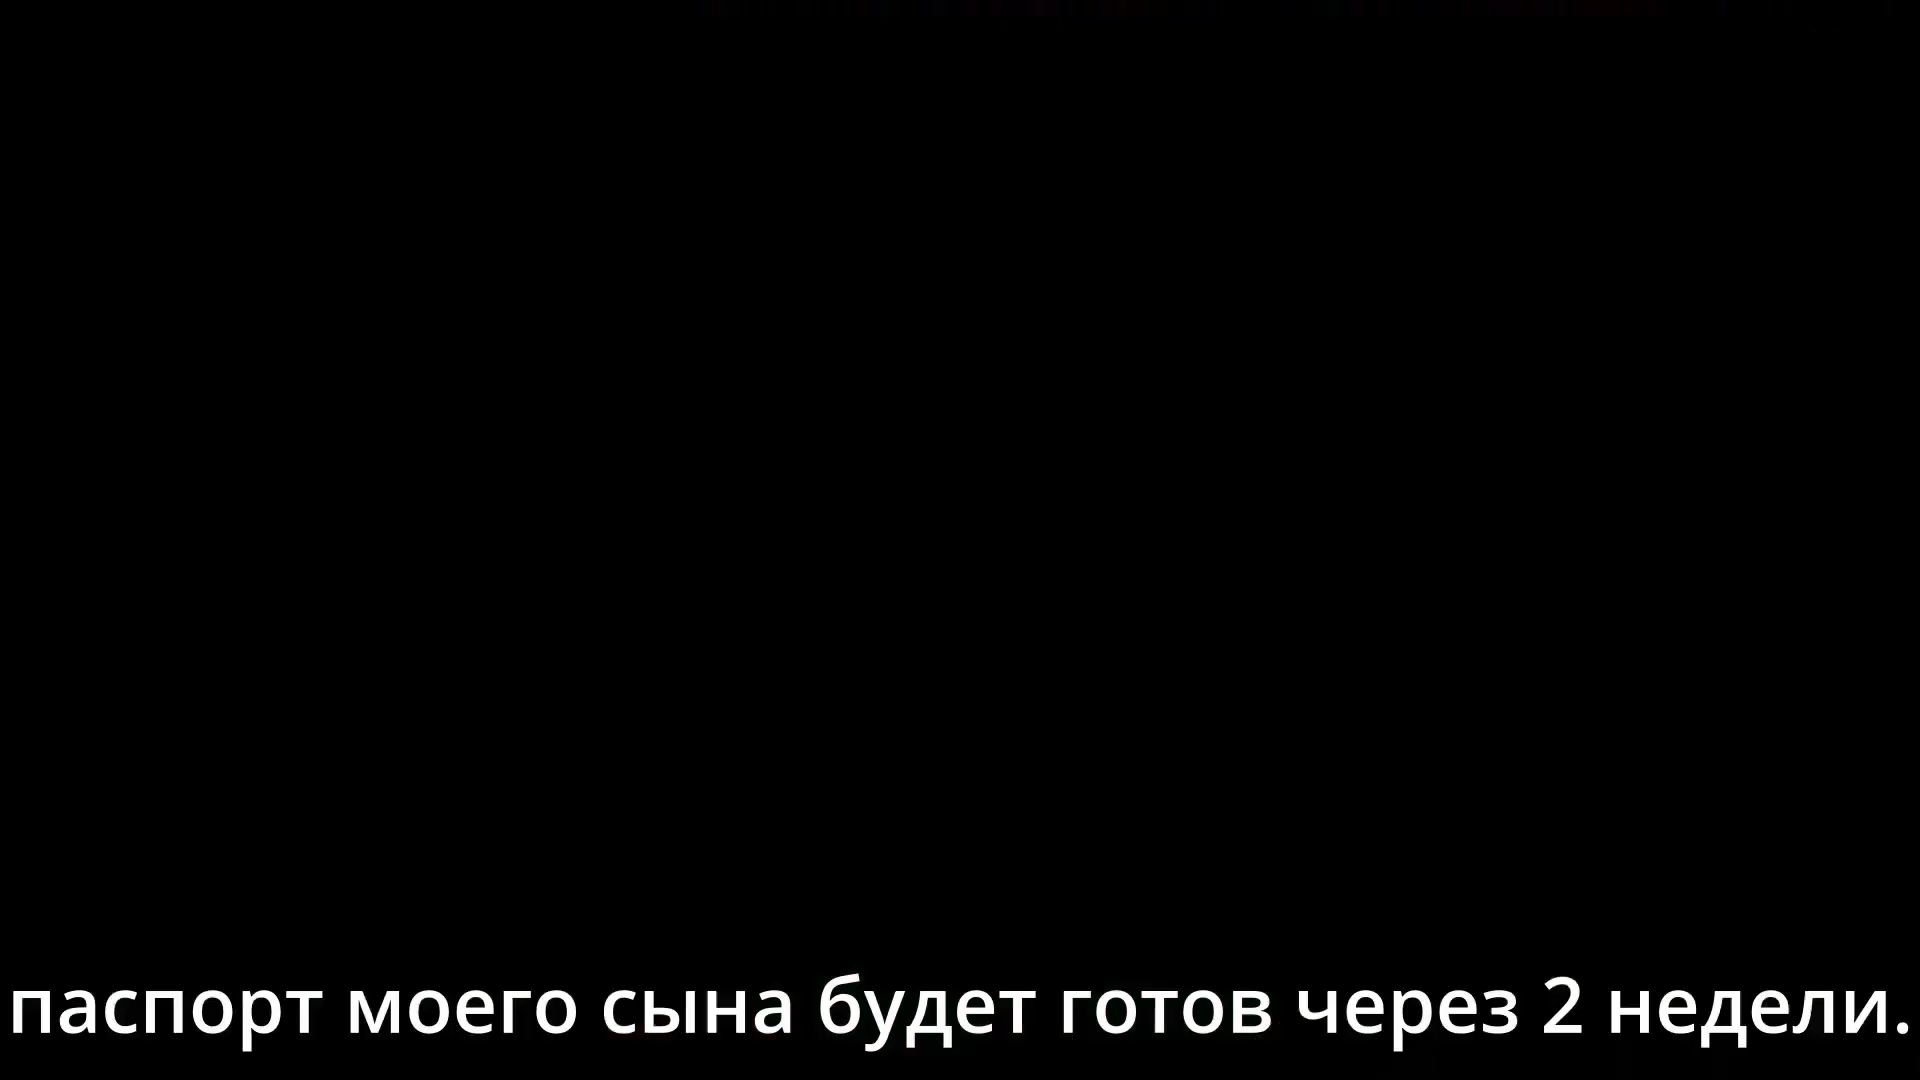 паспорт моего сына будет готов через 2 недели.